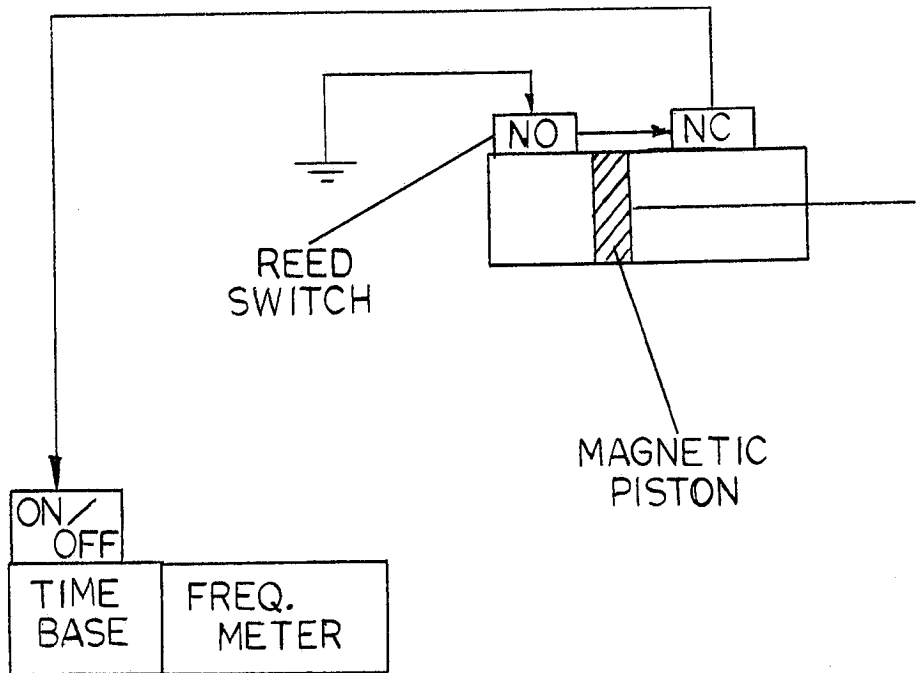 NO
NC
REED
SWITCH
MAGNETIC
PISTON
ON/
OFF
TIME
BASE
FREQ.
METER